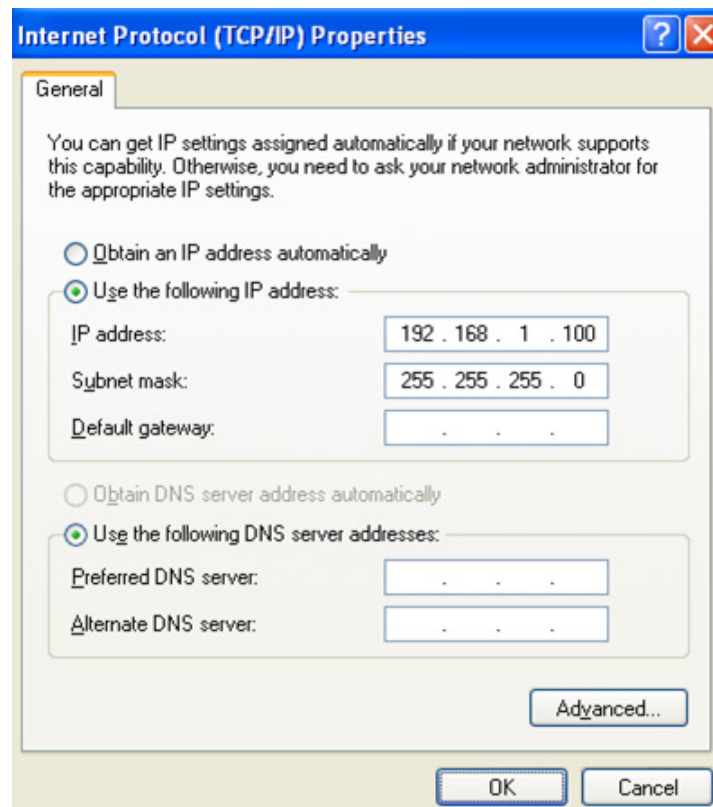 Internet Protocol (TCP/IP) Properties
General
You can get IP settings assigned automatically if your network supports
this capability. Otherwise, you need to ask your network administrator for
the appropriate IP settings.
Obtain an IP address automatically
Use the following IP address:
IP address: 192 . 168 . 1 . 100
Subnet mask: 255 . 255 . 255 . 0
Default gateway: . . .
Obtain DNS server address automatically
Use the following DNS server addresses:
Preferred DNS server: . . .
Alternate DNS server: . . .
Advanced...
OK Cancel